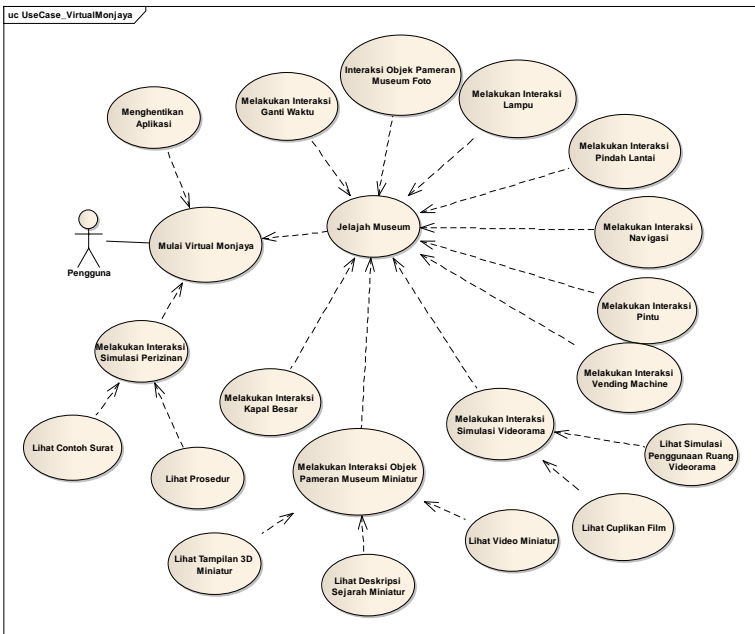 uc UseCase_VirtualMonjaya
Interaksi Objek Pameran
Museum Foto
Melakukan Interaksi
Ganti Waktu
Melakukan Interaksi
Lampu
Menghentikan
Aplikasi
Melakukan Interaksi
Pindah Lantai
Pengguna
Mulai Virtual Monjaya
Jelajah Museum
Melakukan Interaksi
Navigasi
Melakukan Interaksi
Pintu
Melakukan Interaksi
Simulasi Perizinan
Melakukan Interaksi
Vending Machine
Melakukan Interaksi
Kapal Besar
Melakukan Interaksi
Simulasi Videorama
Lihat Contoh Surat
Lihat Prosedur
Melakukan Interaksi Objek
Pameran Museum Miniatur
Lihat Simulasi
Penggunaan Ruang
Videorama
Lihat Cuplikan Film
Lihat Video Miniatur
Lihat Tampilan 3D
Miniatur
Lihat Deskripsi
Sejarah Miniatur